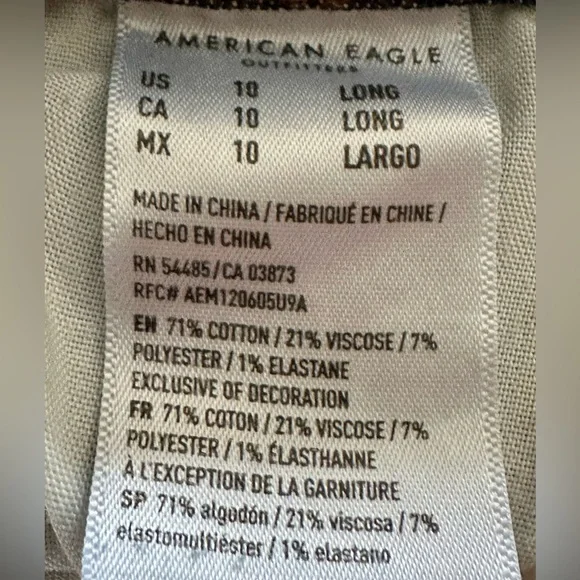 AMERICAN EAGLE
OUTFITTERS
US 10 LONG
CA 10 LONG
MX 10 LARGO
MADE IN CHINA / FABRIQUÉ EN CHINE /
HECHO EN CHINA
RN 54485/CA 03873
RFC# AEM120605U9A
EN 71% COTTON / 21% VISCOSE / 7%
POLYESTER / 1% ELASTANE
EXCLUSIVE OF DECORATION
FR 71% COTON / 21% VISCOSE / 7%
POLYESTER / 1% ÉLASTHANNE
À L'EXCEPTION DE LA GARNITURE
SP 71% algodón / 21% viscosa / 7%
elastomultiéster / 1% elastano